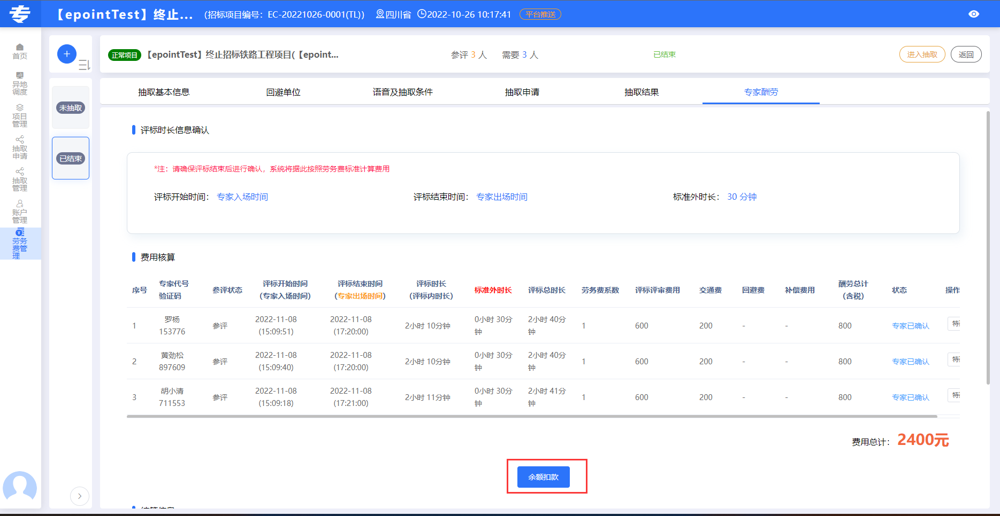 【epointTest】终止... (招标项目编号：EC-20221026-0001(TL)) 四川省 2022-10-26 10:17:41 平台推送
首页
异地
调度
项目
管理
抽取
申请
抽取
管理
账户
管理
劳务
费管
理
未抽取
已结束
正常项目 【epointTest】终止招标铁路工程项目(【epoint... 参评 3 人 需要 3 人 已结束 进入抽取 返回
抽取基本信息 回避单位 语音及抽取条件 抽取申请 抽取结果 专家酬劳
评标时长信息确认
*注：请确保评标结束后进行确认，系统将据此按照劳务费标准计算费用
评标开始时间： 专家入场时间 评标结束时间： 专家出场时间 标准外时长： 30 分钟
费用核算
序号 专家代号 验证码 参评状态 评标开始时间 (专家入场时间) 评标结束时间 (专家出场时间) 评标时长 (评标内时长) 标准外时长 评标总时长 劳务费系数 评标评审费用 交通费 回避费 补偿费用 酬劳总计 (含税) 状态 操作
1 罗杨 153776 参评 2022-11-08 (15:09:51) 2022-11-08 (17:20:00) 2小时 10分钟 0小时 30分钟 2小时 40分钟 1 600 200 - - 800 专家已确认
2 黄劲松 897609 参评 2022-11-08 (15:09:40) 2022-11-08 (17:20:00) 2小时 10分钟 0小时 30分钟 2小时 40分钟 1 600 200 - - 800 专家已确认
3 胡小清 711553 参评 2022-11-08 (15:09:18) 2022-11-08 (17:21:00) 2小时 11分钟 0小时 30分钟 2小时 41分钟 1 600 200 - - 800 专家已确认
费用总计： 2400元
余额扣款